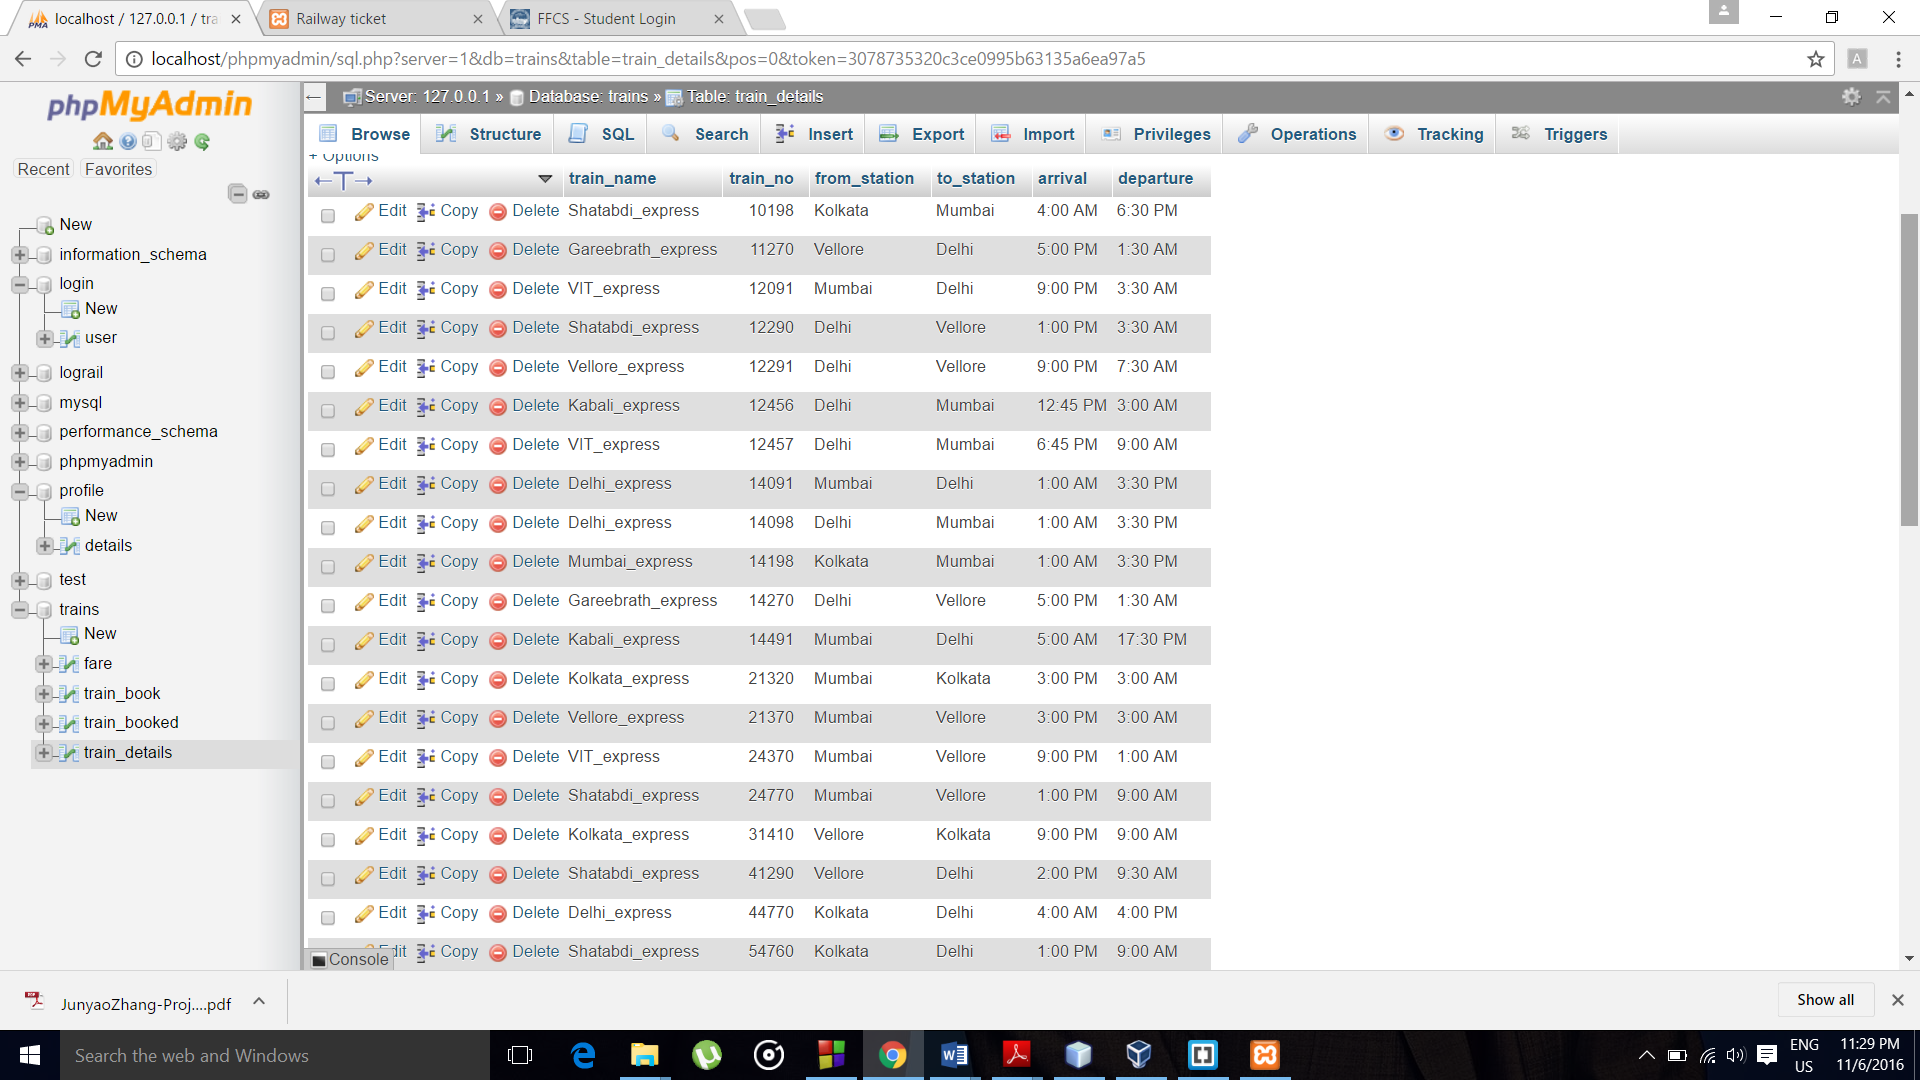 localhost / 127.0.0.1 / tra
Railway ticket
FFCS - Student Login
localhost/phpmyadmin/sql.php?server=1&db=trains&table=train_details&pos=0&token=3078735320c3ce0995b63135a6ea97a5
A
phpMyAdmin
Recent Favorites
New
information_schema
login
New
user
lograil
mysql
performance_schema
phpmyadmin
profile
New
details
test
trains
New
fare
train_book
train_booked
train_details
Server: 127.0.0.1 » Database: trains » Table: train_details
Browse Structure SQL Search Insert Export Import Privileges Operations Tracking Triggers
+ Options
←T→ train_name train_no from_station to_station arrival departure
Edit Copy Delete Shatabdi_express 10198 Kolkata Mumbai 4:00 AM 6:30 PM
Edit Copy Delete Gareebrath_express 11270 Vellore Delhi 5:00 PM 1:30 AM
Edit Copy Delete VIT_express 12091 Mumbai Delhi 9:00 PM 3:30 AM
Edit Copy Delete Shatabdi_express 12290 Delhi Vellore 1:00 PM 3:30 AM
Edit Copy Delete Vellore_express 12291 Delhi Vellore 9:00 PM 7:30 AM
Edit Copy Delete Kabali_express 12456 Delhi Mumbai 12:45 PM 3:00 AM
Edit Copy Delete VIT_express 12457 Delhi Mumbai 6:45 PM 9:00 AM
Edit Copy Delete Delhi_express 14091 Mumbai Delhi 1:00 AM 3:30 PM
Edit Copy Delete Delhi_express 14098 Delhi Mumbai 1:00 AM 3:30 PM
Edit Copy Delete Mumbai_express 14198 Kolkata Mumbai 1:00 AM 3:30 PM
Edit Copy Delete Gareebrath_express 14270 Delhi Vellore 5:00 PM 1:30 AM
Edit Copy Delete Kabali_express 14491 Mumbai Delhi 5:00 AM 17:30 PM
Edit Copy Delete Kolkata_express 21320 Mumbai Kolkata 3:00 PM 3:00 AM
Edit Copy Delete Vellore_express 21370 Mumbai Vellore 3:00 PM 3:00 AM
Edit Copy Delete VIT_express 24370 Mumbai Vellore 9:00 PM 1:00 AM
Edit Copy Delete Shatabdi_express 24770 Mumbai Vellore 1:00 PM 9:00 AM
Edit Copy Delete Kolkata_express 31410 Vellore Kolkata 9:00 PM 9:00 AM
Edit Copy Delete Shatabdi_express 41290 Vellore Delhi 2:00 PM 9:30 AM
Edit Copy Delete Delhi_express 44770 Kolkata Delhi 4:00 AM 4:00 PM
Edit Copy Delete Shatabdi_express 54760 Kolkata Delhi 1:00 PM 9:00 AM
Console
JunyaoZhang-Proj....pdf
Show all
Search the web and Windows
ENG
US
11:29 PM
11/6/2016